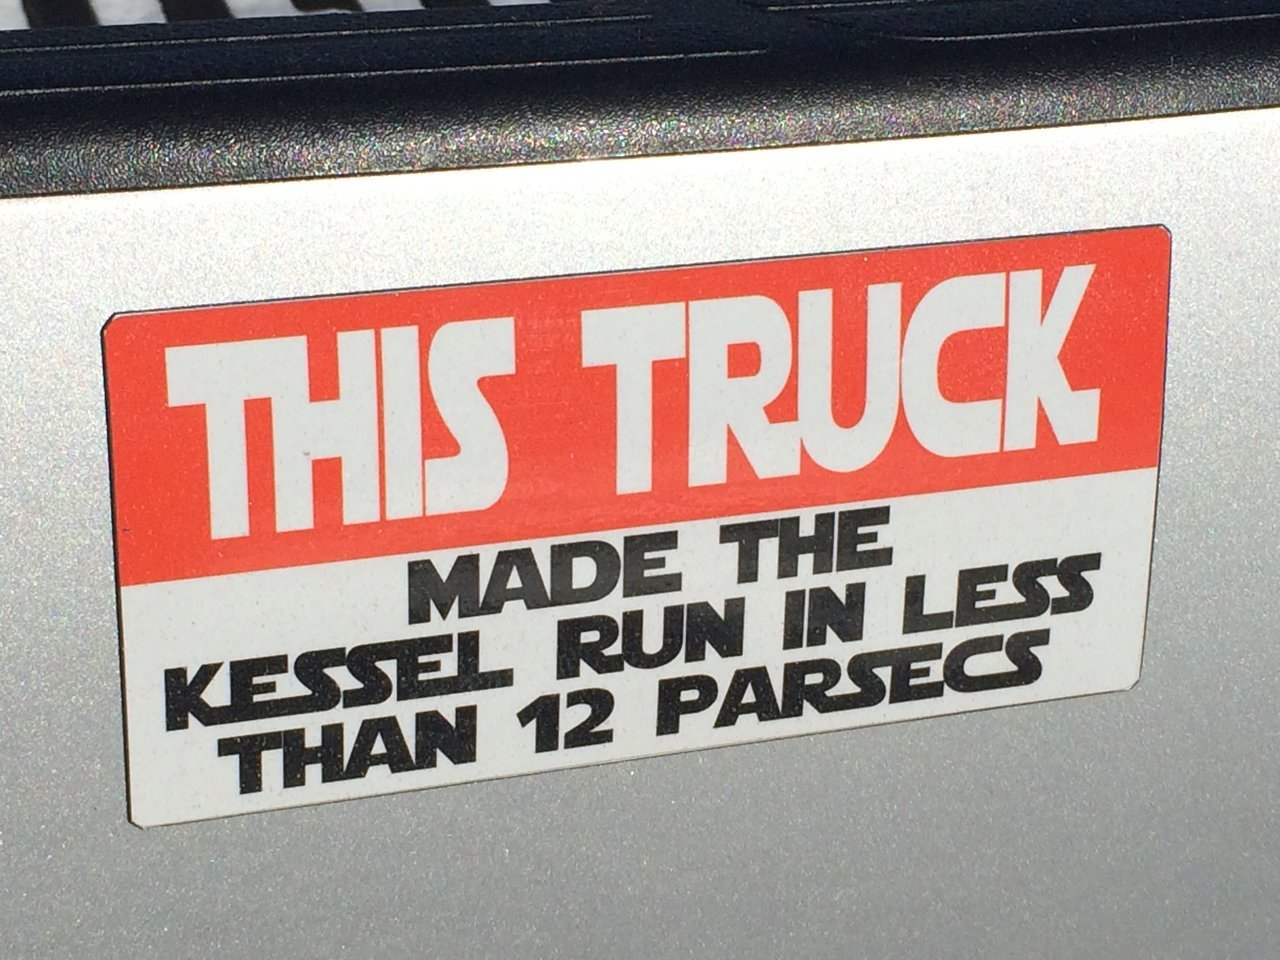 THIS TRUCK
MADE THE
KESSEL RUN IN LESS
THAN 12 PARSECS